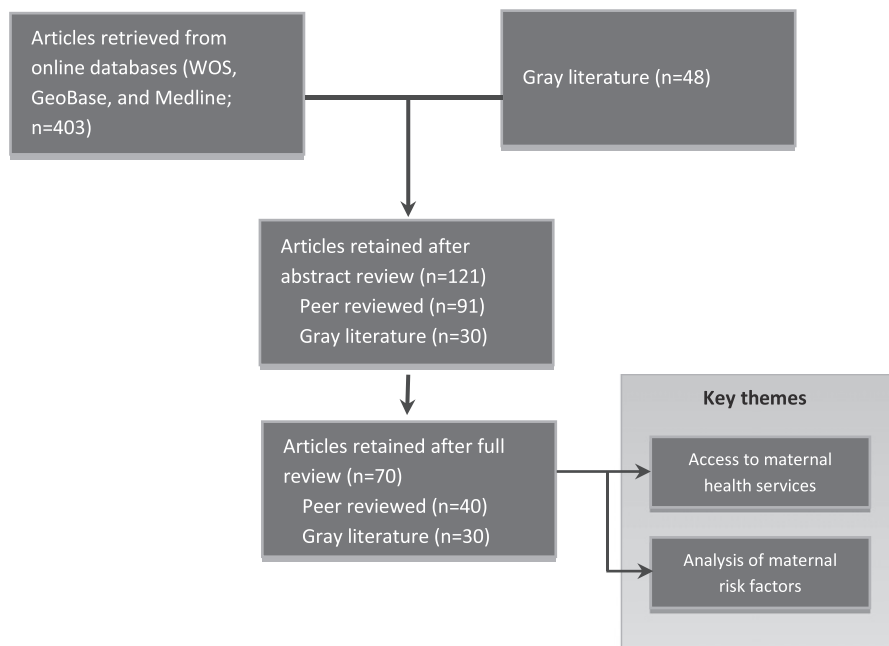 Articles retrieved from
online databases (WOS,
GeoBase, and Medline;
n=403)
Gray literature (n=48)
Articles retained after
abstract review (n=121)
Peer reviewed (n=91)
Gray literature (n=30)
Articles retained after full
review (n=70)
Peer reviewed (n=40)
Gray literature (n=30)
Key themes
Access to maternal
health services
Analysis of maternal
risk factors